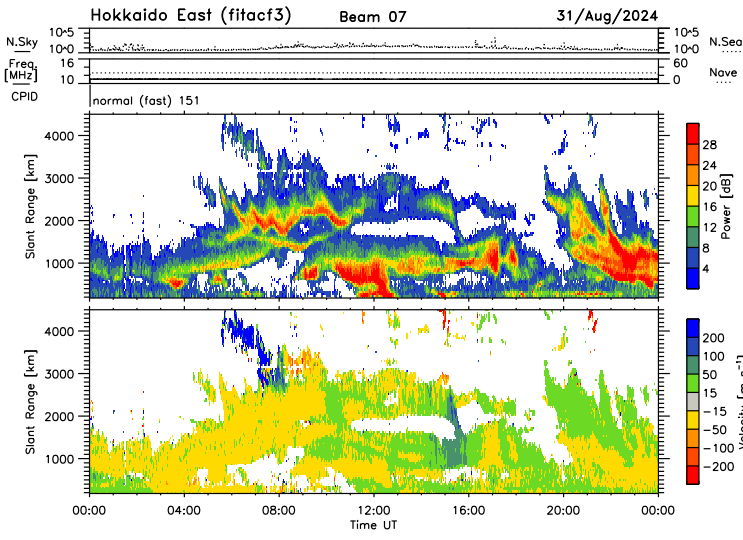 Hokkaido East (fitacf3) Beam 07 31/Aug/2024
N.Sky 10^5 10^0 10^5 10^0 N.Sea
Freq. [MHz] 16 10 60 0 Nave
CPID normal (fast) 151
Slant Range [km] 4000 3000 2000 1000
Power [dB] 28 24 20 16 12 8 4
Slant Range [km] 4000 3000 2000 1000
Velocity [m s⁻¹] 200 100 50 15 −15 −50 −100 −200
00:00 04:00 08:00 12:00 16:00 20:00 00:00
Time UT